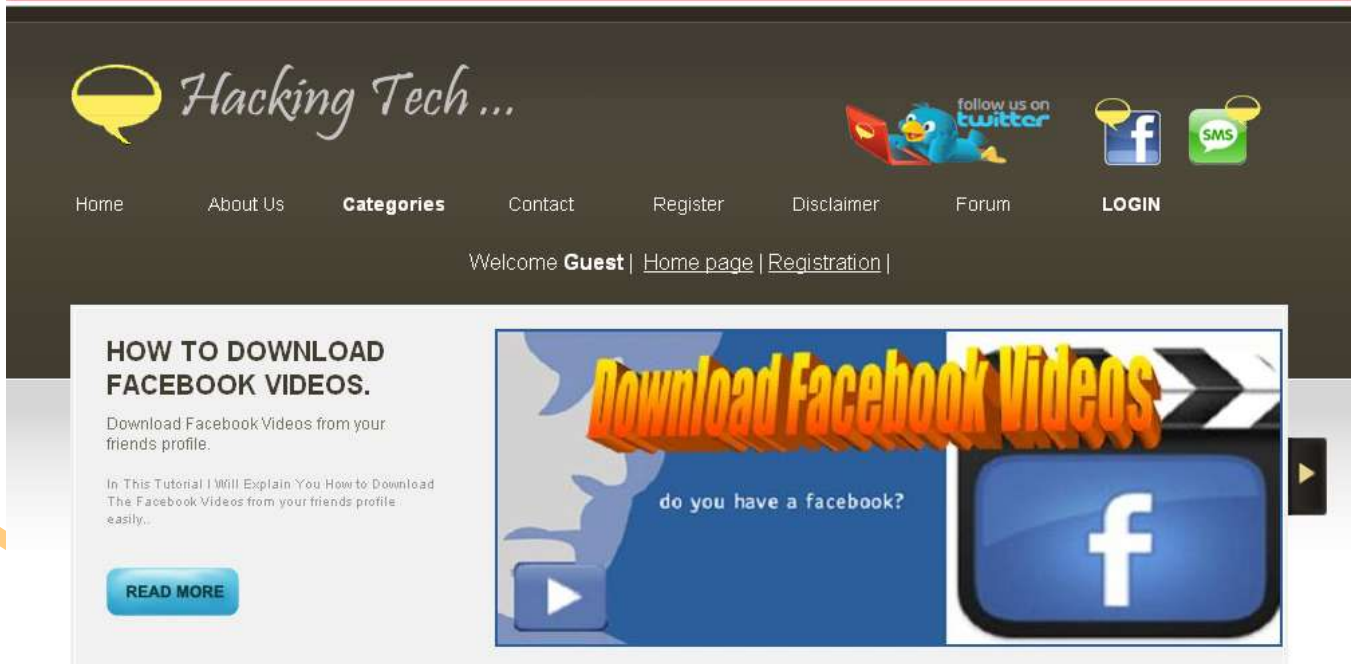 Hacking Tech ...
follow us on
twitter
f
SMS
Home About Us Categories Contact Register Disclaimer Forum LOGIN
Welcome Guest | Home page | Registration |
HOW TO DOWNLOAD
FACEBOOK VIDEOS.
Download Facebook Videos from your
friends profile.
In This Tutorial I Will Explain You How to Download
The Facebook Videos from your friends profile
easily..
READ MORE
Download Facebook Videos
do you have a facebook?
f